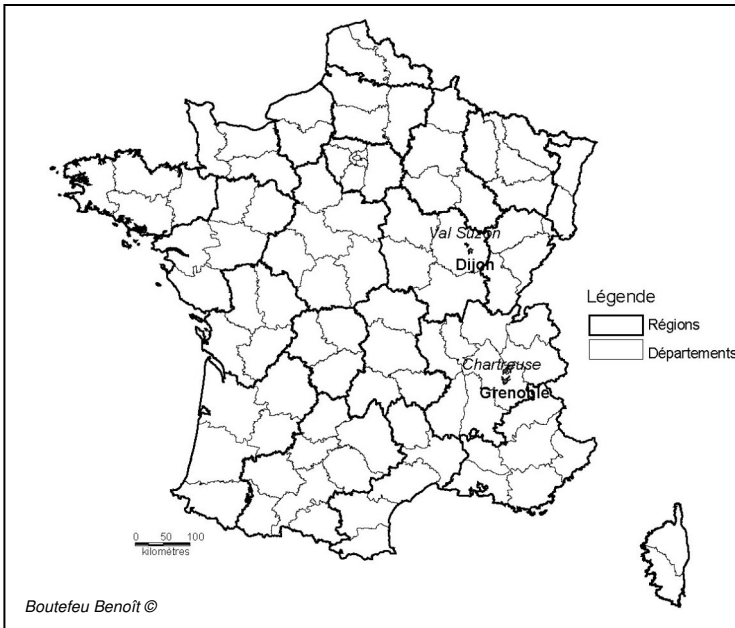 Val Suzon
Dijon
Légende
Régions
Départements
Chartreuse
Grenoble
0 50 100
kilomètres
Boutefeu Benoît ©